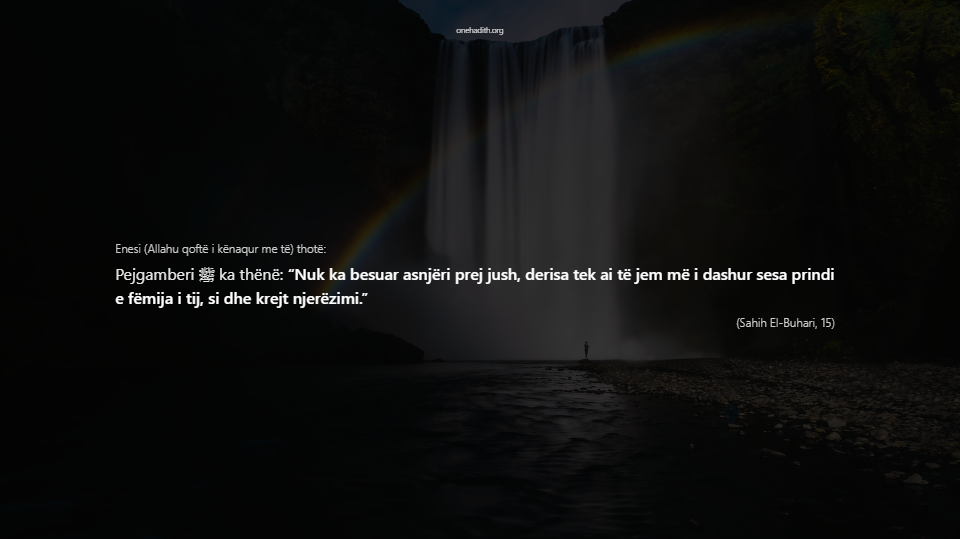 onehadith.org
Enesi (Allahu qoftë i kënaqur me të) thotë:
Pejgamberi ﷺ ka thënë: “Nuk ka besuar asnjëri prej jush, derisa tek ai të jem më i dashur sesa prindi
e fëmija i tij, si dhe krejt njerëzimi.”
(Sahih El-Buhari, 15)